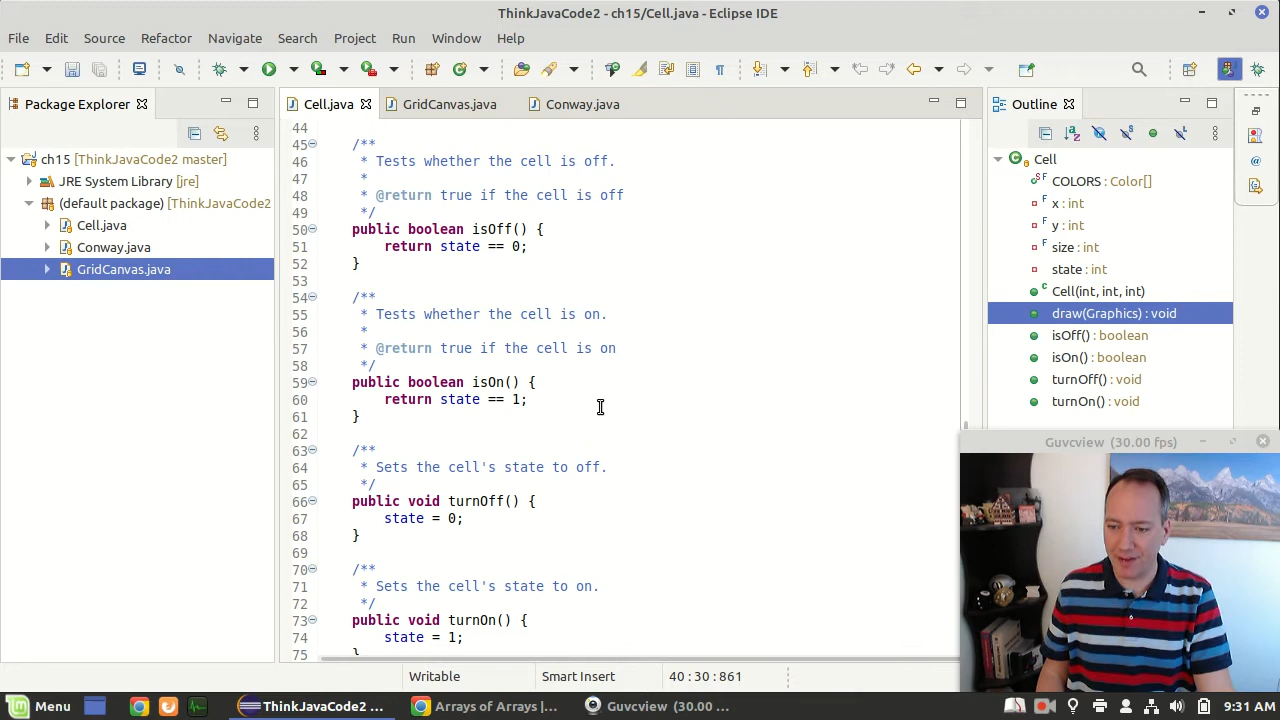 ThinkJavaCode2 - ch15/Cell.java - Eclipse IDE
File Edit Source Refactor Navigate Search Project Run Window Help
Package Explorer
Cell.java GridCanvas.java Conway.java
Outline
ch15 [ThinkJavaCode2 master]
JRE System Library [jre]
(default package) [ThinkJavaCode2
Cell.java
Conway.java
GridCanvas.java
44
45 /**
46 * Tests whether the cell is off.
47 *
48 * @return true if the cell is off
49 */
50 public boolean isOff() {
51 return state == 0;
52 }
53
54 /**
55 * Tests whether the cell is on.
56 *
57 * @return true if the cell is on
58 */
59 public boolean isOn() {
60 return state == 1;
61 }
62
63 /**
64 * Sets the cell's state to off.
65 */
66 public void turnOff() {
67 state = 0;
68 }
69
70 /**
71 * Sets the cell's state to on.
72 */
73 public void turnOn() {
74 state = 1;
75 }
Cell
COLORS : Color[]
x : int
y : int
size : int
state : int
Cell(int, int, int)
draw(Graphics) : void
isOff() : boolean
isOn() : boolean
turnOff() : void
turnOn() : void
Guvcview (30.00 fps)
Writable Smart Insert 40 : 30 : 861
Menu ThinkJavaCode2 ... Arrays of Arrays |... Guvcview (30.00 ... 9:31 AM